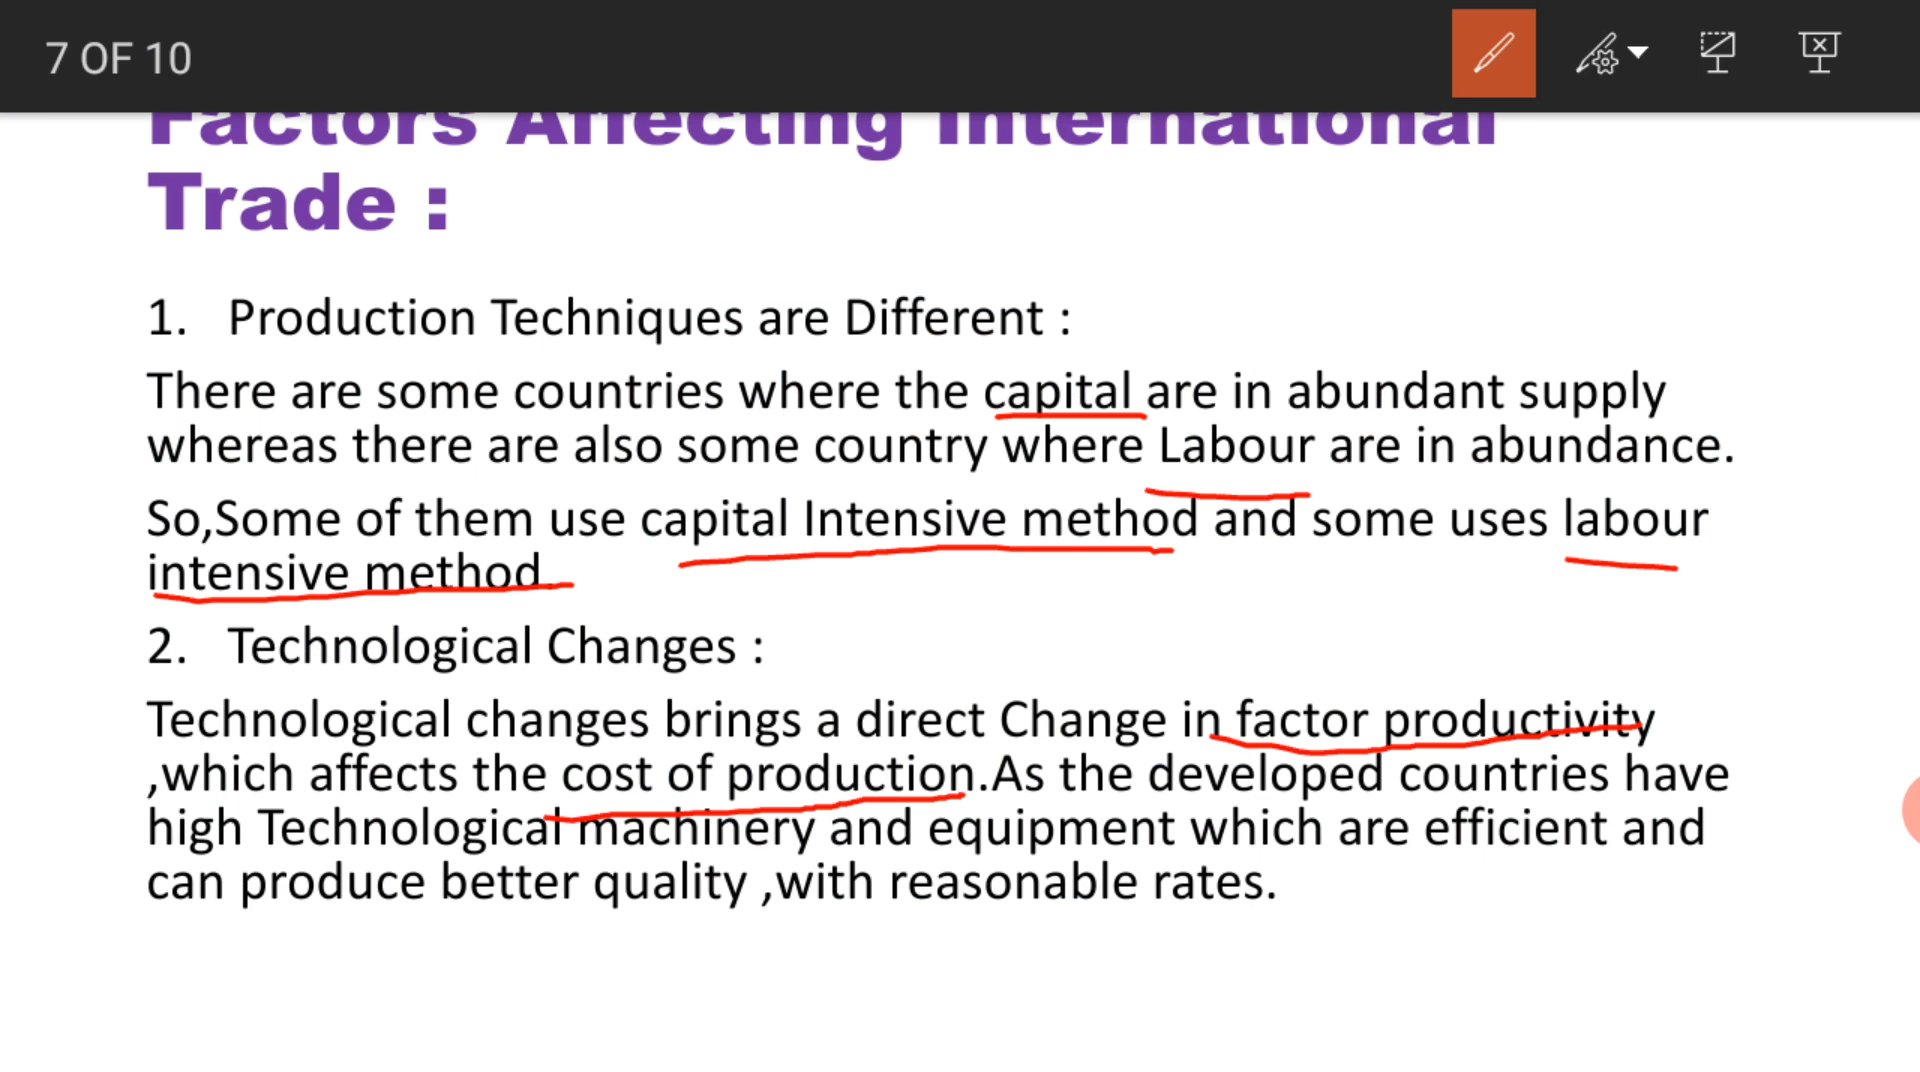 7 OF 10
Factors Affecting International
Trade :
1. Production Techniques are Different :
There are some countries where the capital are in abundant supply
whereas there are also some country where Labour are in abundance.
So,Some of them use capital Intensive method and some uses labour
intensive method.
2. Technological Changes :
Technological changes brings a direct Change in factor productivity
,which affects the cost of production.As the developed countries have
high Technological machinery and equipment which are efficient and
can produce better quality ,with reasonable rates.